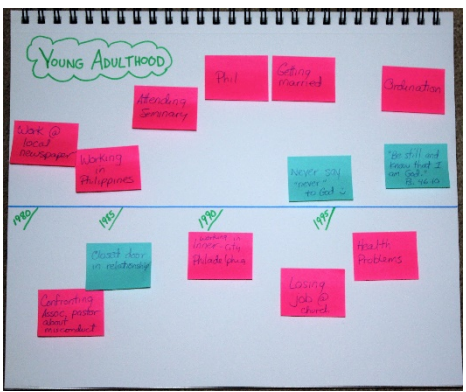 YOUNG ADULTHOOD
Phil
Getting
married
Ordination
Attending
Seminary
Work @
local
newspaper
Working
in
Philippines
Never say
"never"
to God
"Be still and
know that I
am God."
Ps. 46:10
1980
1985
1990
1995
Closest door
in relationship
Working in
Inner-city
Philadelphia
Health
Problems
Confronting
Assoc. pastor
about
misconduct
Losing
job @
church